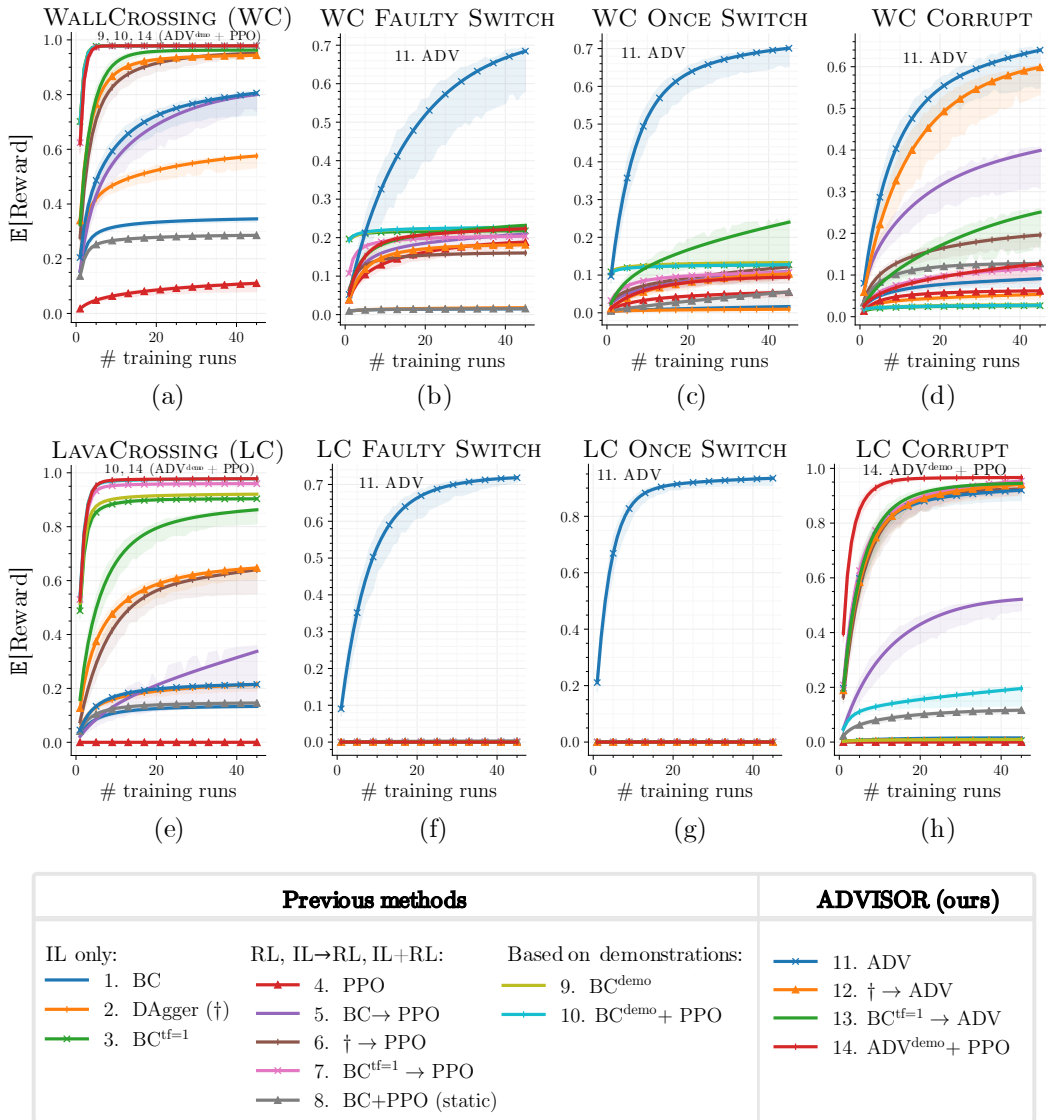 WALLCROSSING (WC)
WC FAULTY SWITCH
WC ONCE SWITCH
WC CORRUPT
9, 10, 14 (ADV^demo + PPO)
11. ADV
11. ADV
11. ADV
E[Reward]
1.0
0.8
0.6
0.4
0.2
0.0
0
20
40
# training runs
0.7
0.6
0.5
0.4
0.3
0.2
0.1
0.0
0
20
40
# training runs
0.7
0.6
0.5
0.4
0.3
0.2
0.1
0.0
0
20
40
# training runs
0.7
0.6
0.5
0.4
0.3
0.2
0.1
0.0
0
20
40
# training runs
(a)
(b)
(c)
(d)
LAVACROSSING (LC)
LC FAULTY SWITCH
LC ONCE SWITCH
LC CORRUPT
10, 14 (ADV^demo + PPO)
11. ADV
11. ADV
14. ADV^demo + PPO
E[Reward]
1.0
0.8
0.6
0.4
0.2
0.0
0
20
40
# training runs
0.7
0.6
0.5
0.4
0.3
0.2
0.1
0.0
0
20
40
# training runs
0.8
0.6
0.4
0.2
0.0
0
20
40
# training runs
1.0
0.8
0.6
0.4
0.2
0.0
0
20
40
# training runs
(e)
(f)
(g)
(h)
Previous methods
ADVISOR (ours)
IL only:
1. BC
2. DAgger (†)
3. BC^tf=1
RL, IL→RL, IL+RL:
4. PPO
5. BC→ PPO
6. † → PPO
7. BC^tf=1 → PPO
8. BC+PPO (static)
Based on demonstrations:
9. BC^demo
10. BC^demo + PPO
11. ADV
12. † → ADV
13. BC^tf=1 → ADV
14. ADV^demo + PPO